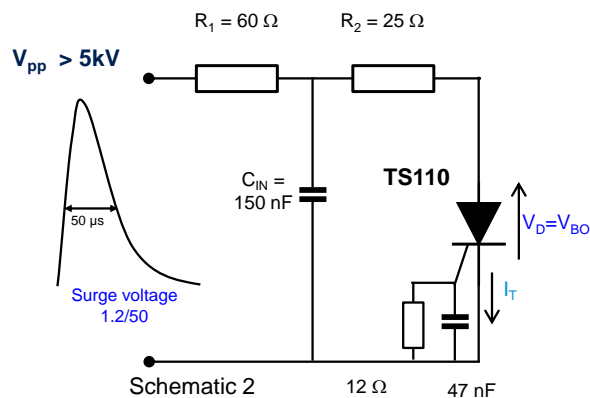 R1 = 60 Ω
R2 = 25 Ω
Vpp > 5kV
CIN =
150 nF
TS110
VD=VBO
50 µs
IT
Surge voltage
1.2/50
Schematic 2
12 Ω
47 nF